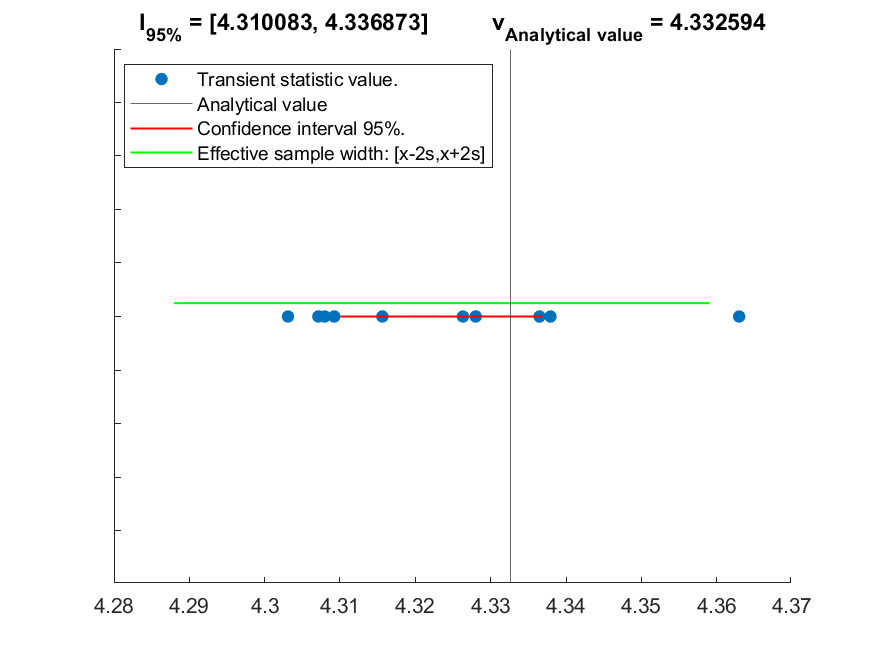 I95% = [4.310083, 4.336873] vAnalytical value = 4.332594
Transient statistic value.
Analytical value
Confidence interval 95%.
Effective sample width: [x-2s,x+2s]
4.28 4.29 4.3 4.31 4.32 4.33 4.34 4.35 4.36 4.37